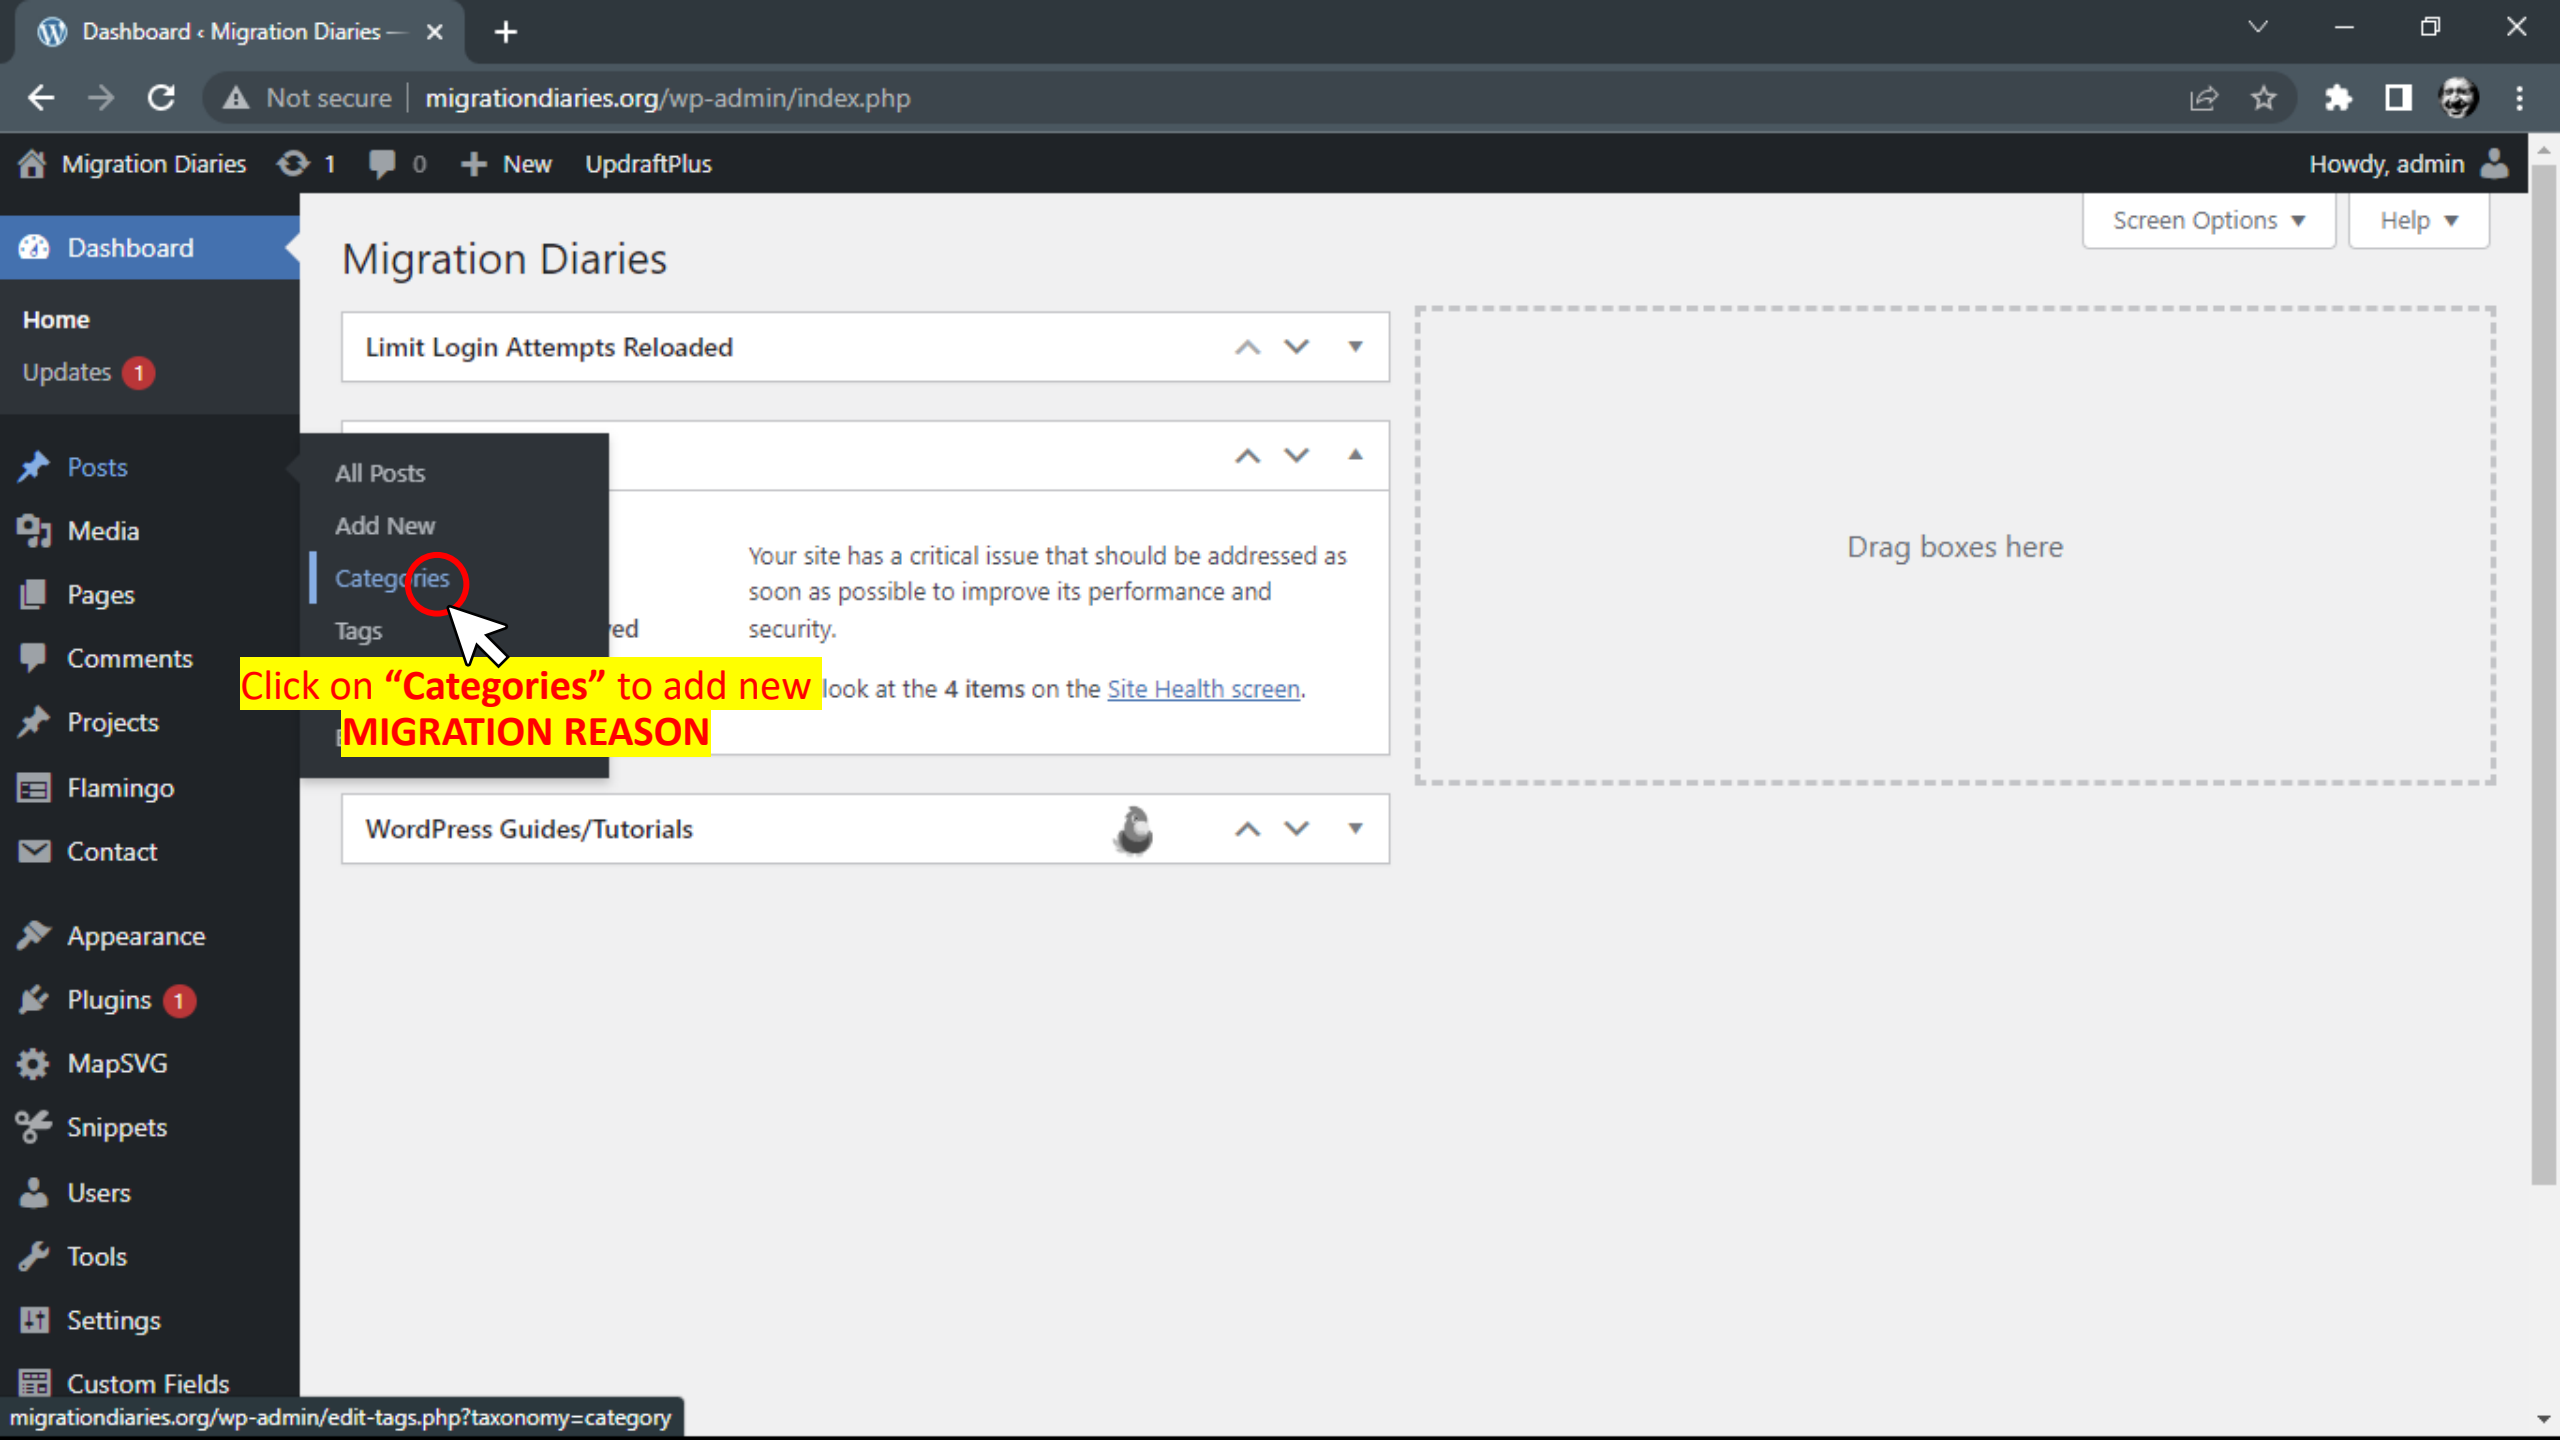 Dashboard ‹ Migration Diaries —
Not secure | migrationdiaries.org/wp-admin/index.php
Migration Diaries 1 0 New UpdraftPlus Howdy, admin
Screen Options ▼ Help ▼
Dashboard
Home
Updates 1
Posts
Media
Pages
Comments
Projects
Flamingo
Contact
Appearance
Plugins 1
MapSVG
Snippets
Users
Tools
Settings
Custom Fields
Migration Diaries
Limit Login Attempts Reloaded
All Posts
Add New
Categories
Tags
Click on “Categories” to add new
MIGRATION REASON
Your site has a critical issue that should be addressed as
soon as possible to improve its performance and
security.
look at the 4 items on the Site Health screen.
WordPress Guides/Tutorials
Drag boxes here
migrationdiaries.org/wp-admin/edit-tags.php?taxonomy=category